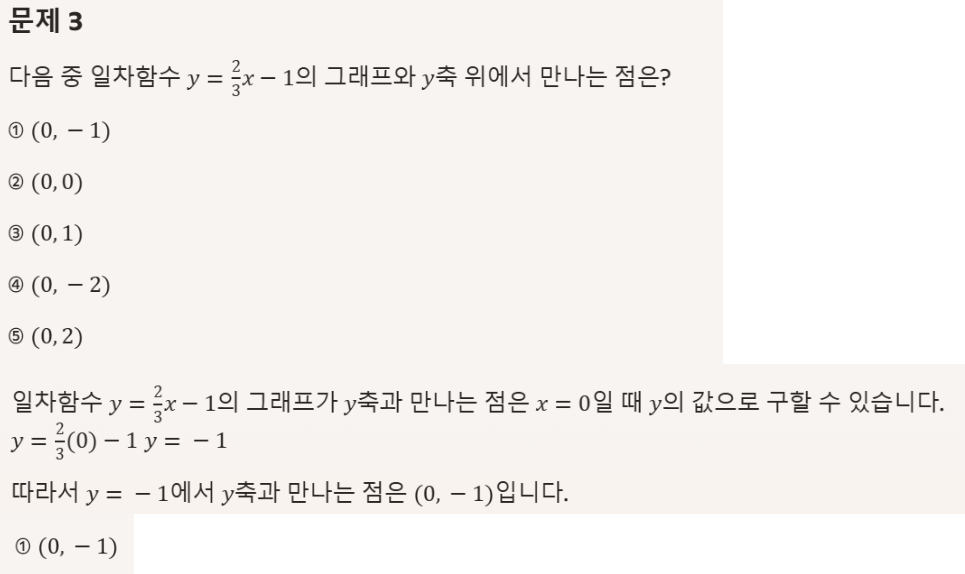 문제 3
다음 중 일차함수 y = 2/3 x − 1의 그래프와 y축 위에서 만나는 점은?
① (0, − 1)
② (0, 0)
③ (0, 1)
④ (0, − 2)
⑤ (0, 2)
일차함수 y = 2/3 x − 1의 그래프가 y축과 만나는 점은 x = 0일 때 y의 값으로 구할 수 있습니다.
y = 2/3 (0) − 1 y = − 1
따라서 y = − 1에서 y축과 만나는 점은 (0, − 1)입니다.
① (0, − 1)